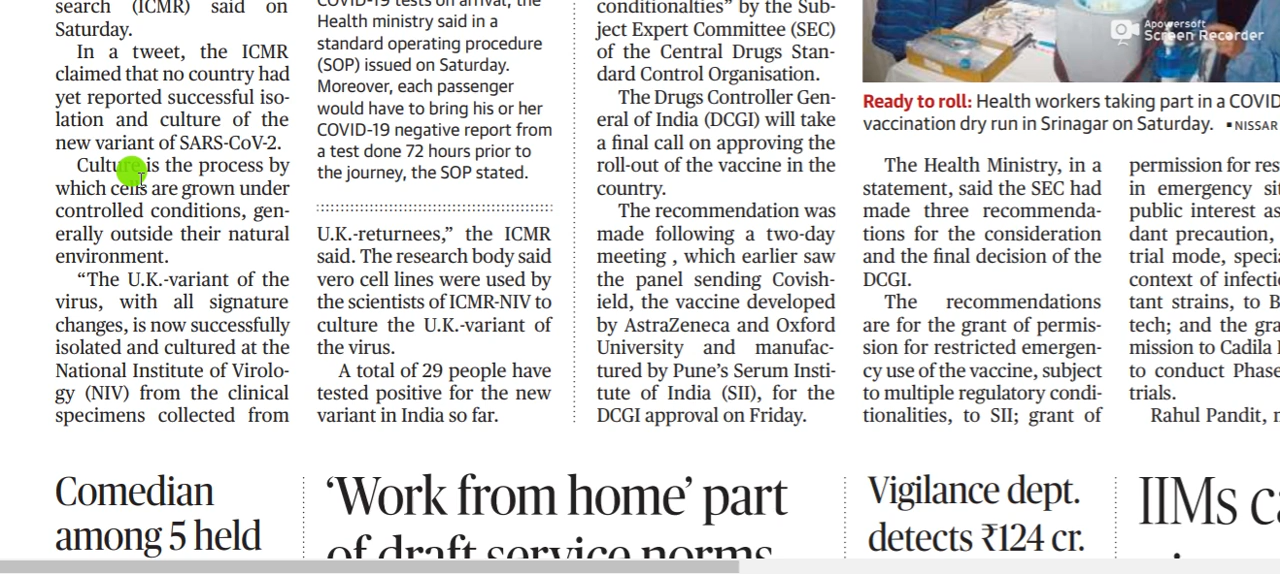 search (ICMR) said on
Saturday.
In a tweet, the ICMR
claimed that no country had
yet reported successful iso-
lation and culture of the
new variant of SARS-CoV-2.
Culture is the process by
which cells are grown under
controlled conditions, gen-
erally outside their natural
environment.
“The U.K.-variant of the
virus, with all signature
changes, is now successfully
isolated and cultured at the
National Institute of Virolo-
gy (NIV) from the clinical
specimens collected from
COVID-19 tests on arrival, the
Health ministry said in a
standard operating procedure
(SOP) issued on Saturday.
Moreover, each passenger
would have to bring his or her
COVID-19 negative report from
a test done 72 hours prior to
the journey, the SOP stated.
U.K.-returnees,” the ICMR
said. The research body said
vero cell lines were used by
the scientists of ICMR-NIV to
culture the U.K.-variant of
the virus.
A total of 29 people have
tested positive for the new
variant in India so far.
conditionalties” by the Sub-
ject Expert Committee (SEC)
of the Central Drugs Stan-
dard Control Organisation.
The Drugs Controller Gen-
eral of India (DCGI) will take
a final call on approving the
roll-out of the vaccine in the
country.
The recommendation was
made following a two-day
meeting , which earlier saw
the panel sending Covish-
ield, the vaccine developed
by AstraZeneca and Oxford
University and manufac-
tured by Pune’s Serum Insti-
tute of India (SII), for the
DCGI approval on Friday.
Apowersoft
Screen Recorder
Ready to roll: Health workers taking part in a COVID
vaccination dry run in Srinagar on Saturday. ▪NISSAR
The Health Ministry, in a
statement, said the SEC had
made three recommenda-
tions for the consideration
and the final decision of the
DCGI.
The recommendations
are for the grant of permis-
sion for restricted emergen-
cy use of the vaccine, subject
to multiple regulatory condi-
tionalities, to SII; grant of
permission for res
in emergency sit
public interest as
dant precaution,
trial mode, specia
context of infectio
tant strains, to B
tech; and the gra
mission to Cadila
to conduct Phase
trials.
Rahul Pandit,
Comedian
among 5 held
‘Work from home’ part
of draft service norms
Vigilance dept.
detects ₹124 cr.
IIMs ca